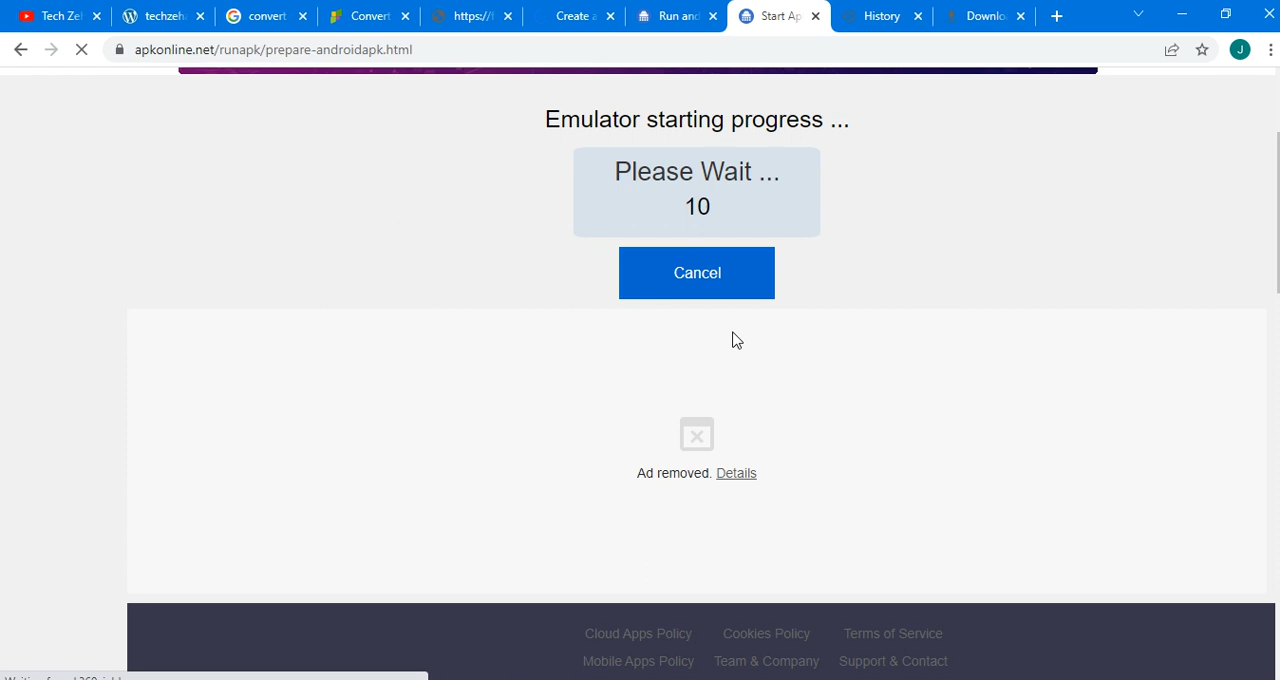 Tech Zel
techzeh
convert
Convert
https://
Create a
Run and
Start Ap
History
Downlo
apkonline.net/runapk/prepare-androidapk.html
J
Emulator starting progress ...
Please Wait ...
10
Cancel
Ad removed. Details
Cloud Apps Policy Cookies Policy Terms of Service
Mobile Apps Policy Team & Company Support & Contact